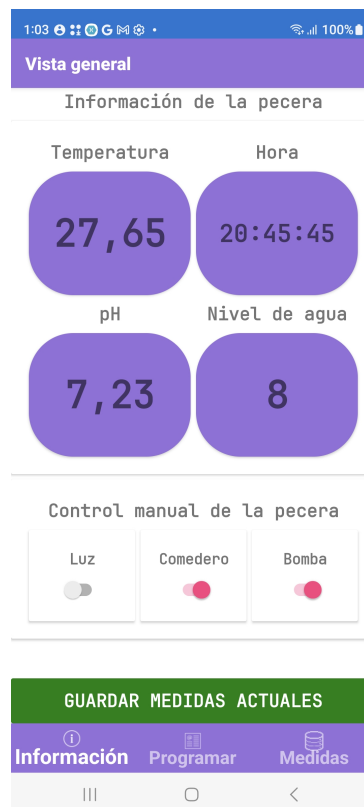 1:03 G 100%
Vista general
Información de la pecera
Temperatura Hora
27,65 20:45:45
pH Nivel de agua
7,23 8
Control manual de la pecera
Luz Comedero Bomba
GUARDAR MEDIDAS ACTUALES
Información Programar Medidas